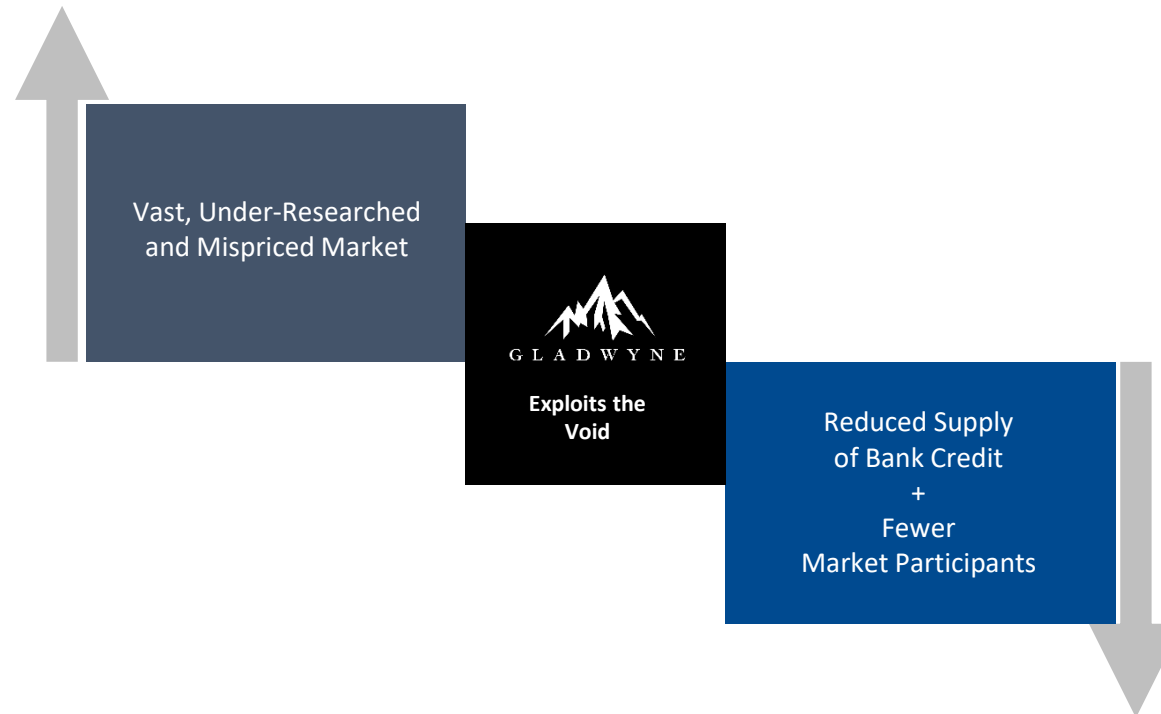 Vast, Under-Researched
and Mispriced Market
GLADWYNE
Exploits the
Void
Reduced Supply
of Bank Credit
+
Fewer
Market Participants